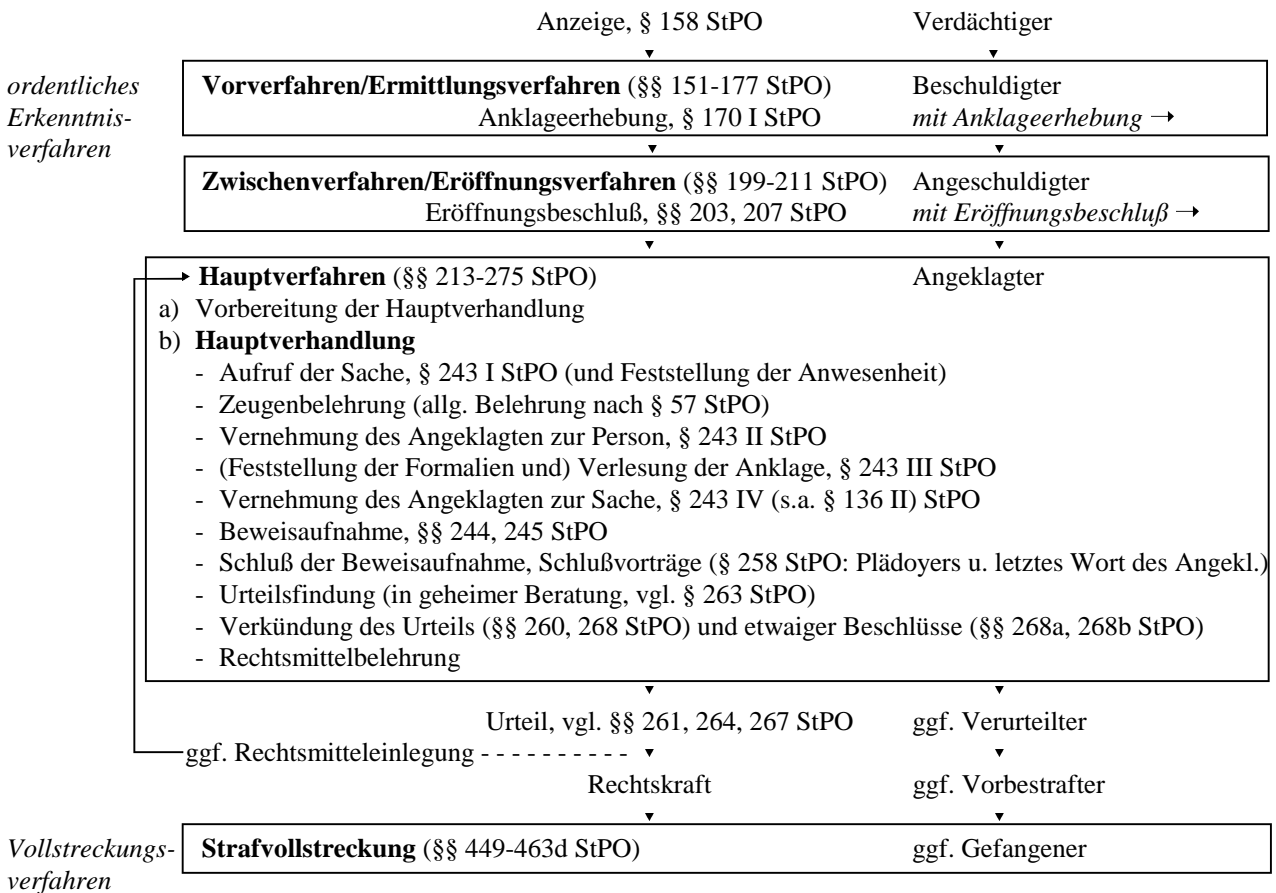 Anzeige, § 158 StPO Verdächtiger
ordentliches Erkenntnis-verfahren
Vorverfahren/Ermittlungsverfahren (§§ 151-177 StPO) Beschuldigter
Anklageerhebung, § 170 I StPO mit Anklageerhebung →
Zwischenverfahren/Eröffnungsverfahren (§§ 199-211 StPO) Angeschuldigter
Eröffnungsbeschluß, §§ 203, 207 StPO mit Eröffnungsbeschluß →
Hauptverfahren (§§ 213-275 StPO) Angeklagter
a) Vorbereitung der Hauptverhandlung
b) Hauptverhandlung
- Aufruf der Sache, § 243 I StPO (und Feststellung der Anwesenheit)
- Zeugenbelehrung (allg. Belehrung nach § 57 StPO)
- Vernehmung des Angeklagten zur Person, § 243 II StPO
- (Feststellung der Formalien und) Verlesung der Anklage, § 243 III StPO
- Vernehmung des Angeklagten zur Sache, § 243 IV (s.a. § 136 II) StPO
- Beweisaufnahme, §§ 244, 245 StPO
- Schluß der Beweisaufnahme, Schlußvorträge (§ 258 StPO: Plädoyers u. letztes Wort des Angekl.)
- Urteilsfindung (in geheimer Beratung, vgl. § 263 StPO)
- Verkündung des Urteils (§§ 260, 268 StPO) und etwaiger Beschlüsse (§§ 268a, 268b StPO)
- Rechtsmittelbelehrung
Urteil, vgl. §§ 261, 264, 267 StPO ggf. Verurteilter
ggf. Rechtsmitteleinlegung - - - - - - - - - -
Rechtskraft ggf. Vorbestrafter
Vollstreckungs-
verfahren
Strafvollstreckung (§§ 449-463d StPO) ggf. Gefangener